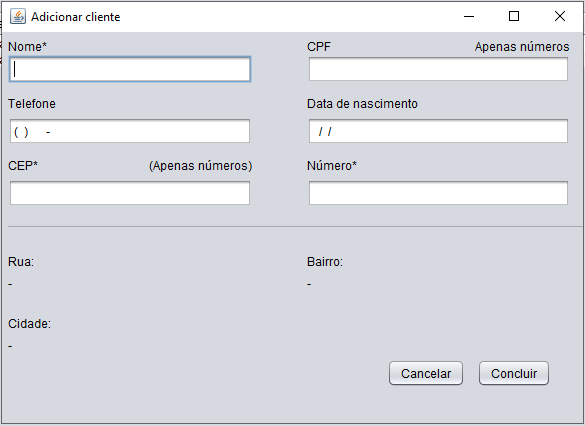 Adicionar cliente
Nome*
CPF Apenas números
Telefone
Data de nascimento
( ) -
/ /
CEP* (Apenas números)
Número*
Rua:
Bairro:
-
-
Cidade:
-
Cancelar
Concluir